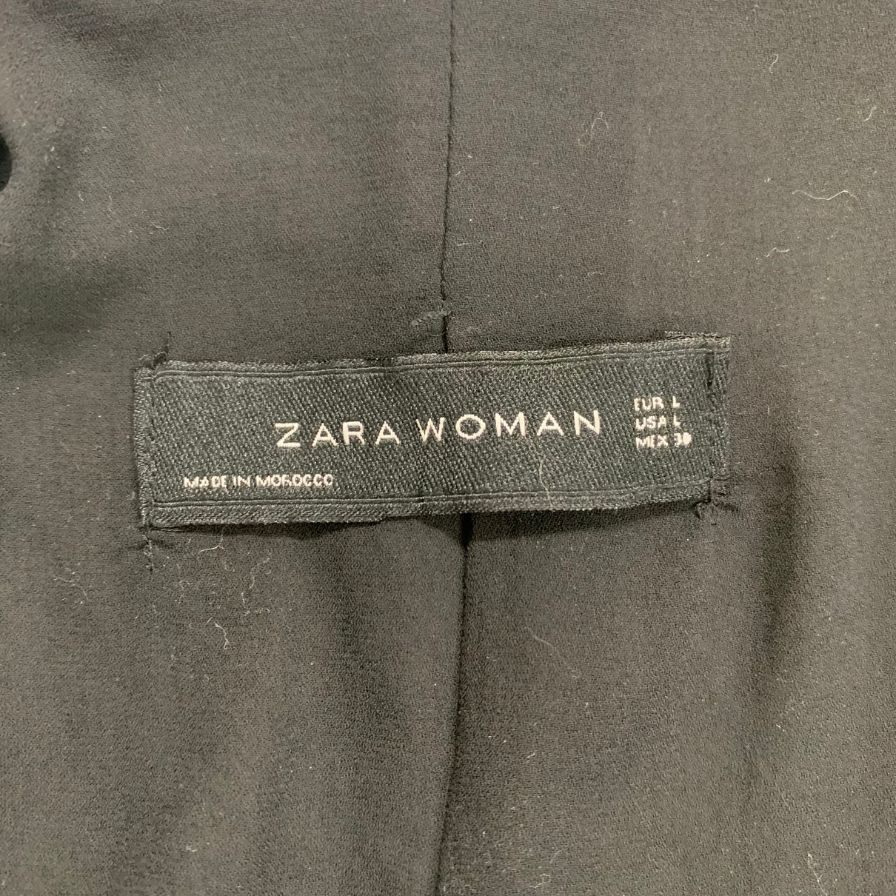 ZARA WOMAN
EUR L
USA L
MEX 30
MADE IN MOROCCO